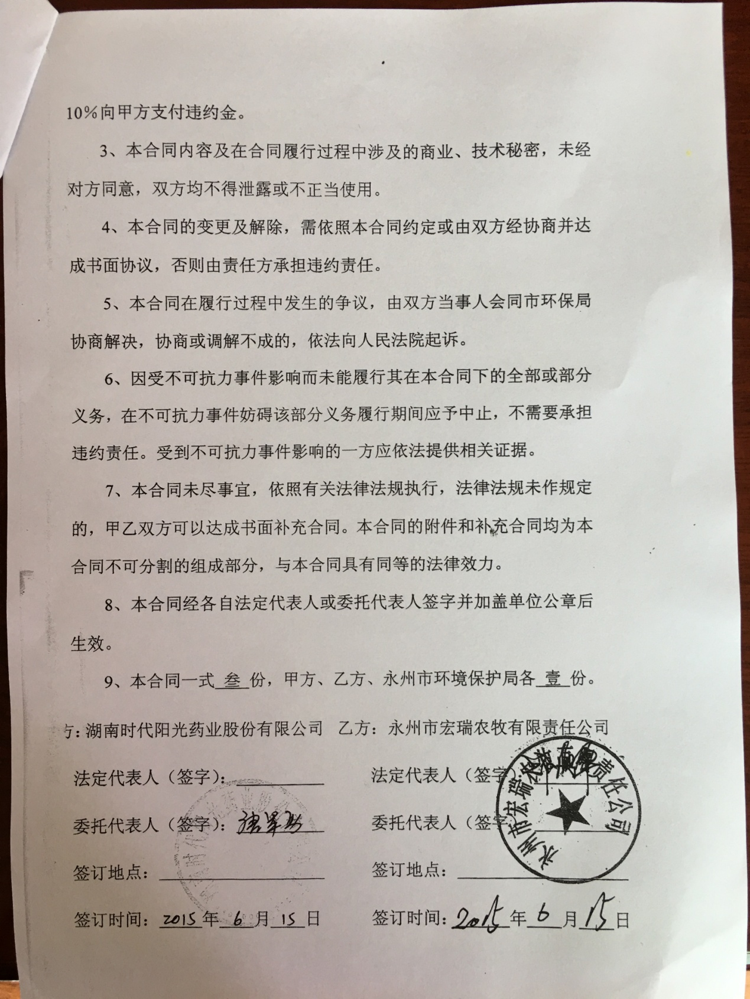 10%向甲方支付违约金。
3、本合同内容及在合同履行过程中涉及的商业、技术秘密，未经
对方同意，双方均不得泄露或不正当使用。
4、本合同的变更及解除，需依照本合同约定或由双方经协商并达
成书面协议，否则由责任方承担违约责任。
5、本合同在履行过程中发生的争议，由双方当事人会同市环保局
协商解决，协商或调解不成的，依法向人民法院起诉。
6、因受不可抗力事件影响而未能履行其在本合同下的全部或部分
义务，在不可抗力事件妨碍该部分义务履行期间应予中止，不需要承担
违约责任。受到不可抗力事件影响的一方应依法提供相关证据。
7、本合同未尽事宜，依照有关法律法规执行，法律法规未作规定
的，甲乙双方可以达成书面补充合同。本合同的附件和补充合同均为本
合同不可分割的组成部分，与本合同具有同等的法律效力。
8、本合同经各自法定代表人或委托代表人签字并加盖单位公章后
生效。
9、本合同一式 叁 份，甲方、乙方、永州市环境保护局各 壹 份。
方：湖南时代阳光药业股份有限公司 乙方：永州市宏瑞农牧有限责任公司
法定代表人（签字）： 法定代表人（签字）：
委托代表人（签字）： 委托代表人（签字
签订地点： 签订地点：
签订时间：2015年 6 月 15 日 签订时间：2015年 6 月 15 日
永州市宏瑞农牧有限责任公司